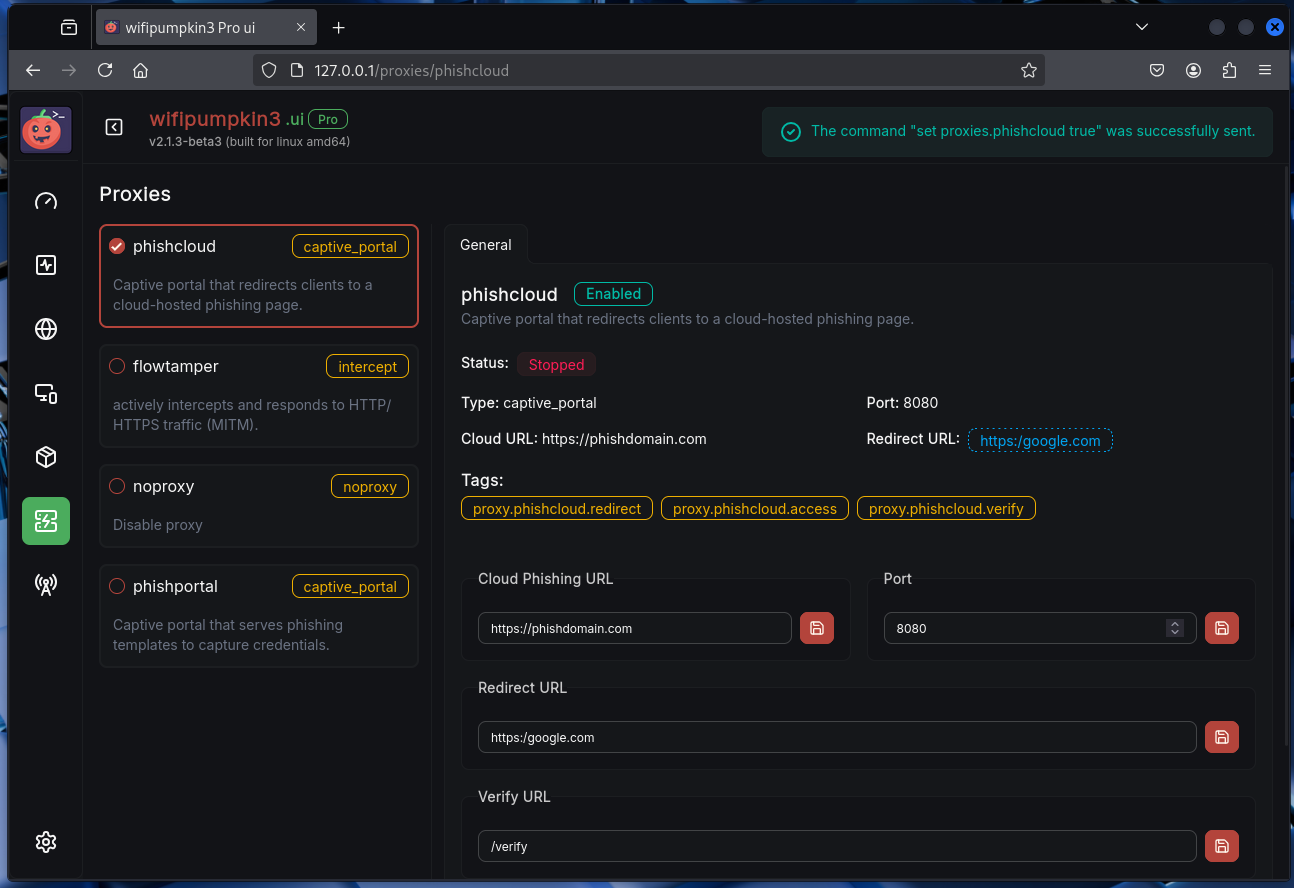 wifipumpkin3 Pro ui
127.0.0.1/proxies/phishcloud
wifipumpkin3 .ui Pro
v2.1.3-beta3 (built for linux amd64)
The command "set proxies.phishcloud true" was successfully sent.
Proxies
phishcloud captive_portal
Captive portal that redirects clients to a
cloud-hosted phishing page.
flowtamper intercept
actively intercepts and responds to HTTP/
HTTPS traffic (MITM).
noproxy noproxy
Disable proxy
phishportal captive_portal
Captive portal that serves phishing
templates to capture credentials.
General
phishcloud Enabled
Captive portal that redirects clients to a cloud-hosted phishing page.
Status: Stopped
Type: captive_portal Port: 8080
Cloud URL: https://phishdomain.com Redirect URL: https:/google.com
Tags:
proxy.phishcloud.redirect proxy.phishcloud.access proxy.phishcloud.verify
Cloud Phishing URL Port
https://phishdomain.com 8080
Redirect URL
https:/google.com
Verify URL
/verify